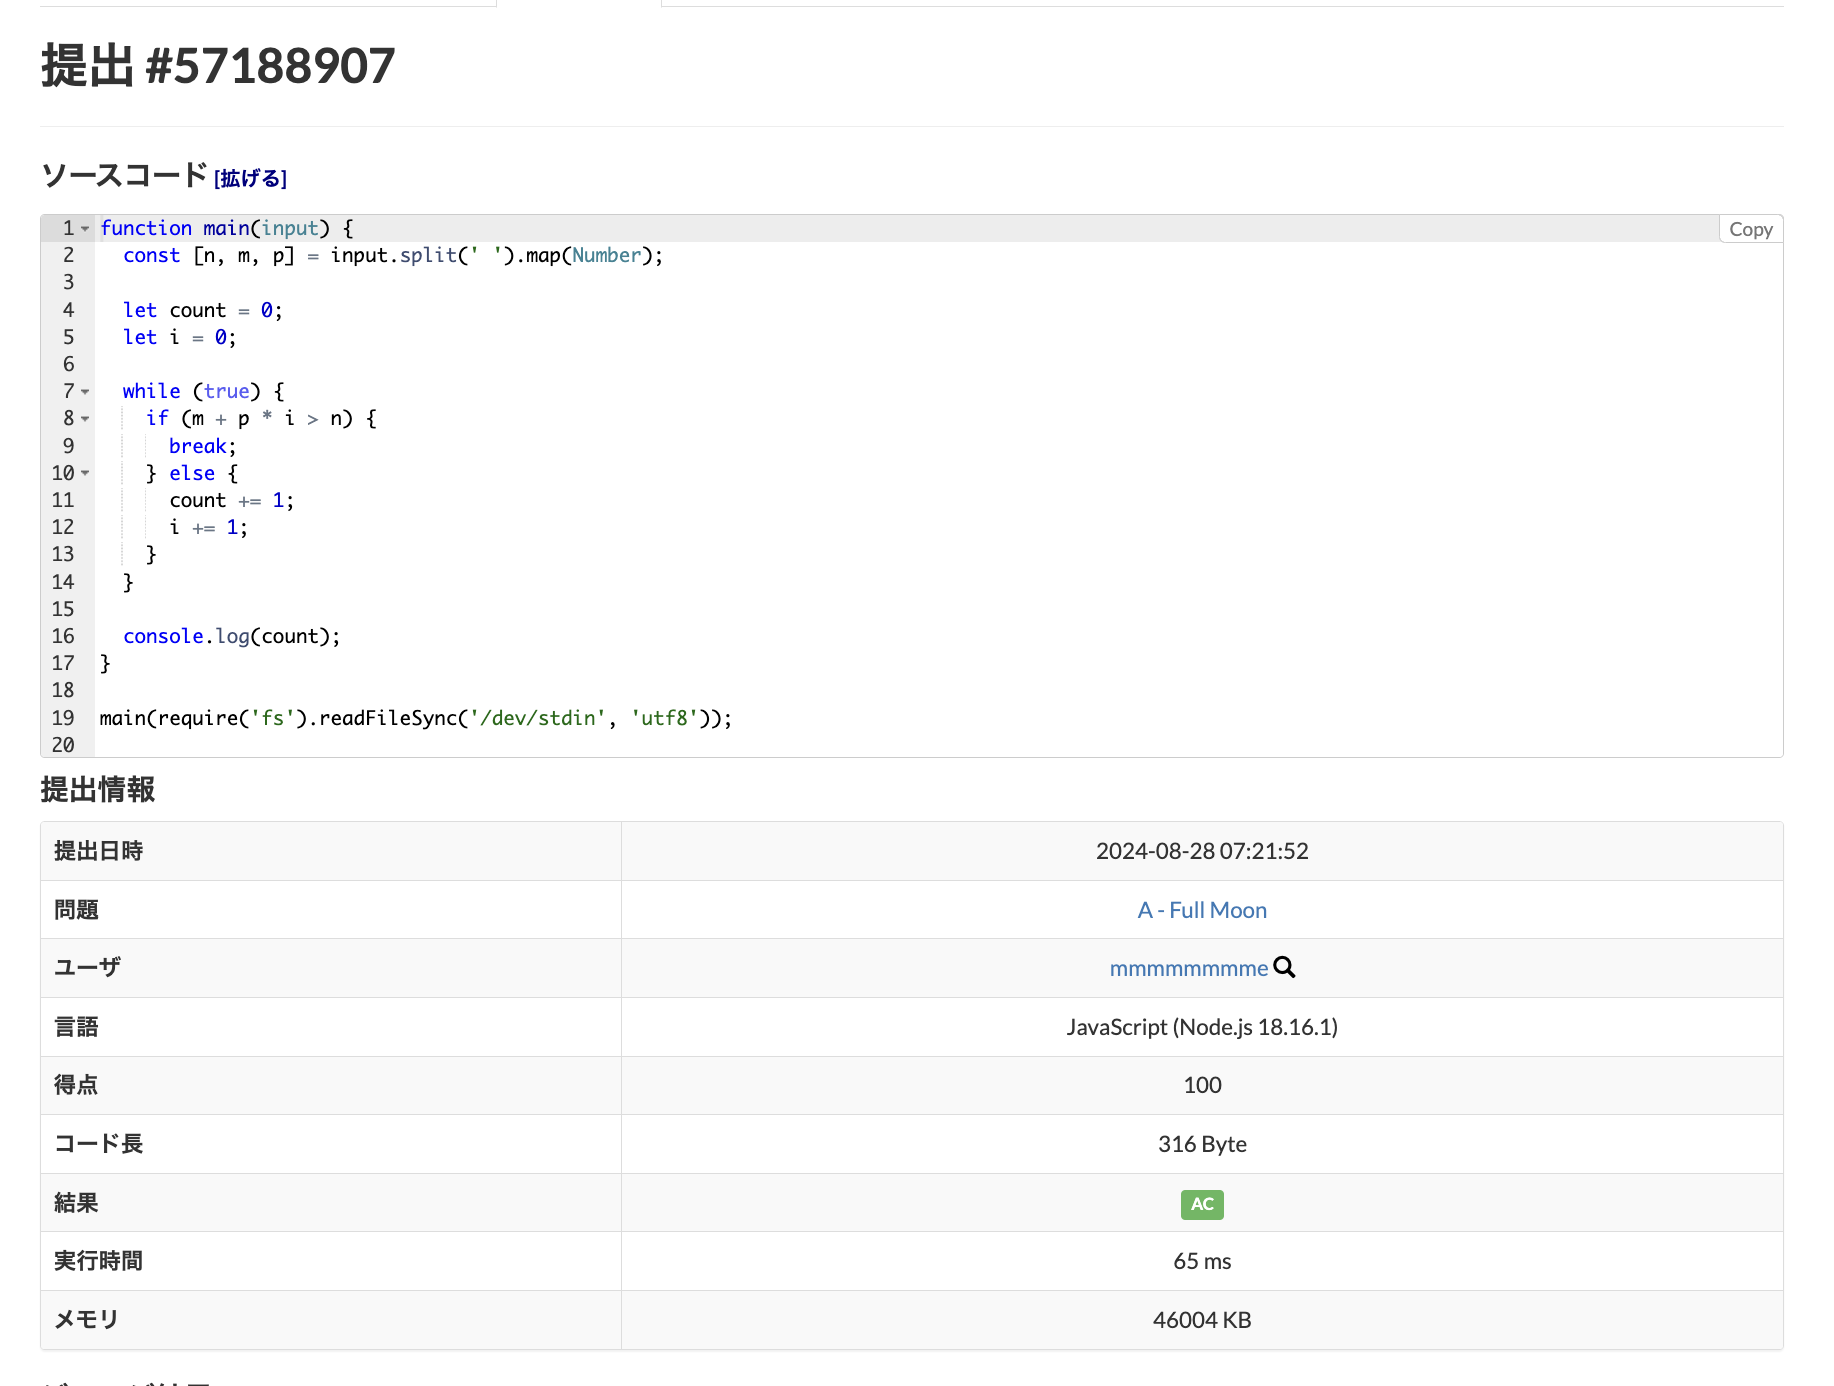 提出 #57188907
ソースコード [拡げる]
Copy
1 function main(input) {
2 const [n, m, p] = input.split(' ').map(Number);
3
4 let count = 0;
5 let i = 0;
6
7 while (true) {
8 if (m + p * i > n) {
9 break;
10 } else {
11 count += 1;
12 i += 1;
13 }
14 }
15
16 console.log(count);
17 }
18
19 main(require('fs').readFileSync('/dev/stdin', 'utf8'));
20
提出情報
提出日時 2024-08-28 07:21:52
問題 A - Full Moon
ユーザ mmmmmmmme
言語 JavaScript (Node.js 18.16.1)
得点 100
コード長 316 Byte
結果 AC
実行時間 65 ms
メモリ 46004 KB